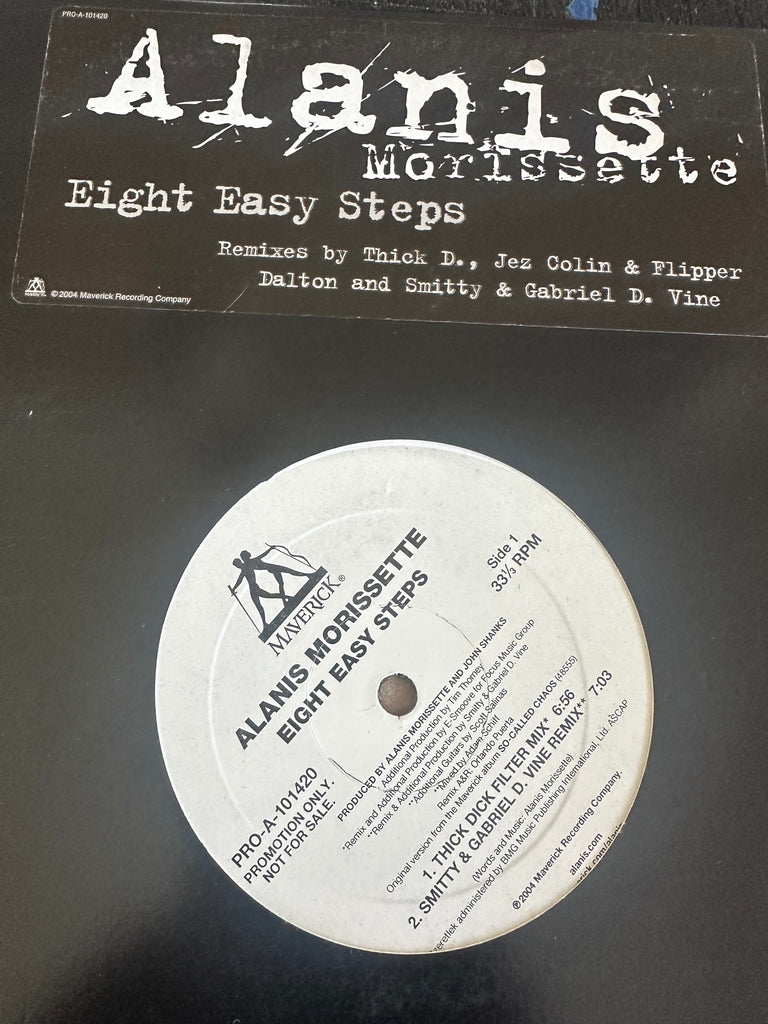 PRO-A-101420
Alanis
Morissette
Eight Easy Steps
Remixes by Thick D., Jez Colin & Flipper
Dalton and Smitty & Gabriel D. Vine
© 2004 Maverick Recording Company
MAVERICK®
ALANIS MORISSETTE
EIGHT EASY STEPS
Side 1
33⅓ RPM
PRO-A-101420
PROMOTION ONLY.
NOT FOR SALE.
PRODUCED BY ALANIS MORISSETTE AND JOHN SHANKS
Additional Production by Tim Thorney
*Remix and Additional Production by E-Smoove for Focus Music Group
**Remix & Additional Production by Smitty & Gabriel D. Vine
**Additional Guitars by Scott Salinas
**Mixed by Adam Schiff
Remix A&R: Orlando Puerta
Original version from the Maverick album SO-CALLED CHAOS (48555)
1. THICK DICK FILTER MIX* 6:56
2. SMITTY & GABRIEL D. VINE REMIX** 7:03
(Words and Music: Alanis Morissette)
administered by BMG Music Publishing International, Ltd. ASCAP
℗ 2004 Maverick Recording Company.
alanis.com